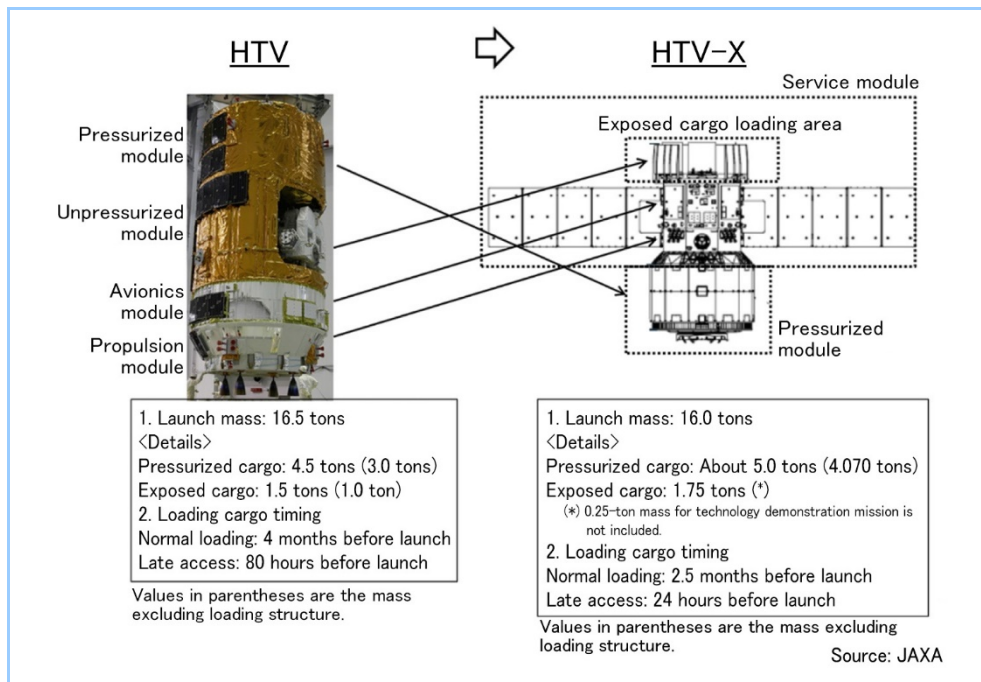 HTV
HTV-X
Service module
Pressurized
module
Unpressurized
module
Avionics
module
Propulsion
module
Exposed cargo loading area
Pressurized
module
1. Launch mass: 16.5 tons
〈Details〉
Pressurized cargo: 4.5 tons (3.0 tons)
Exposed cargo: 1.5 tons (1.0 ton)
2. Loading cargo timing
Normal loading: 4 months before launch
Late access: 80 hours before launch
Values in parentheses are the mass
excluding loading structure.
1. Launch mass: 16.0 tons
〈Details〉
Pressurized cargo: About 5.0 tons (4.070 tons)
Exposed cargo: 1.75 tons (*)
(*) 0.25-ton mass for technology demonstration mission is
not included.
2. Loading cargo timing
Normal loading: 2.5 months before launch
Late access: 24 hours before launch
Values in parentheses are the mass excluding
loading structure.
Source: JAXA